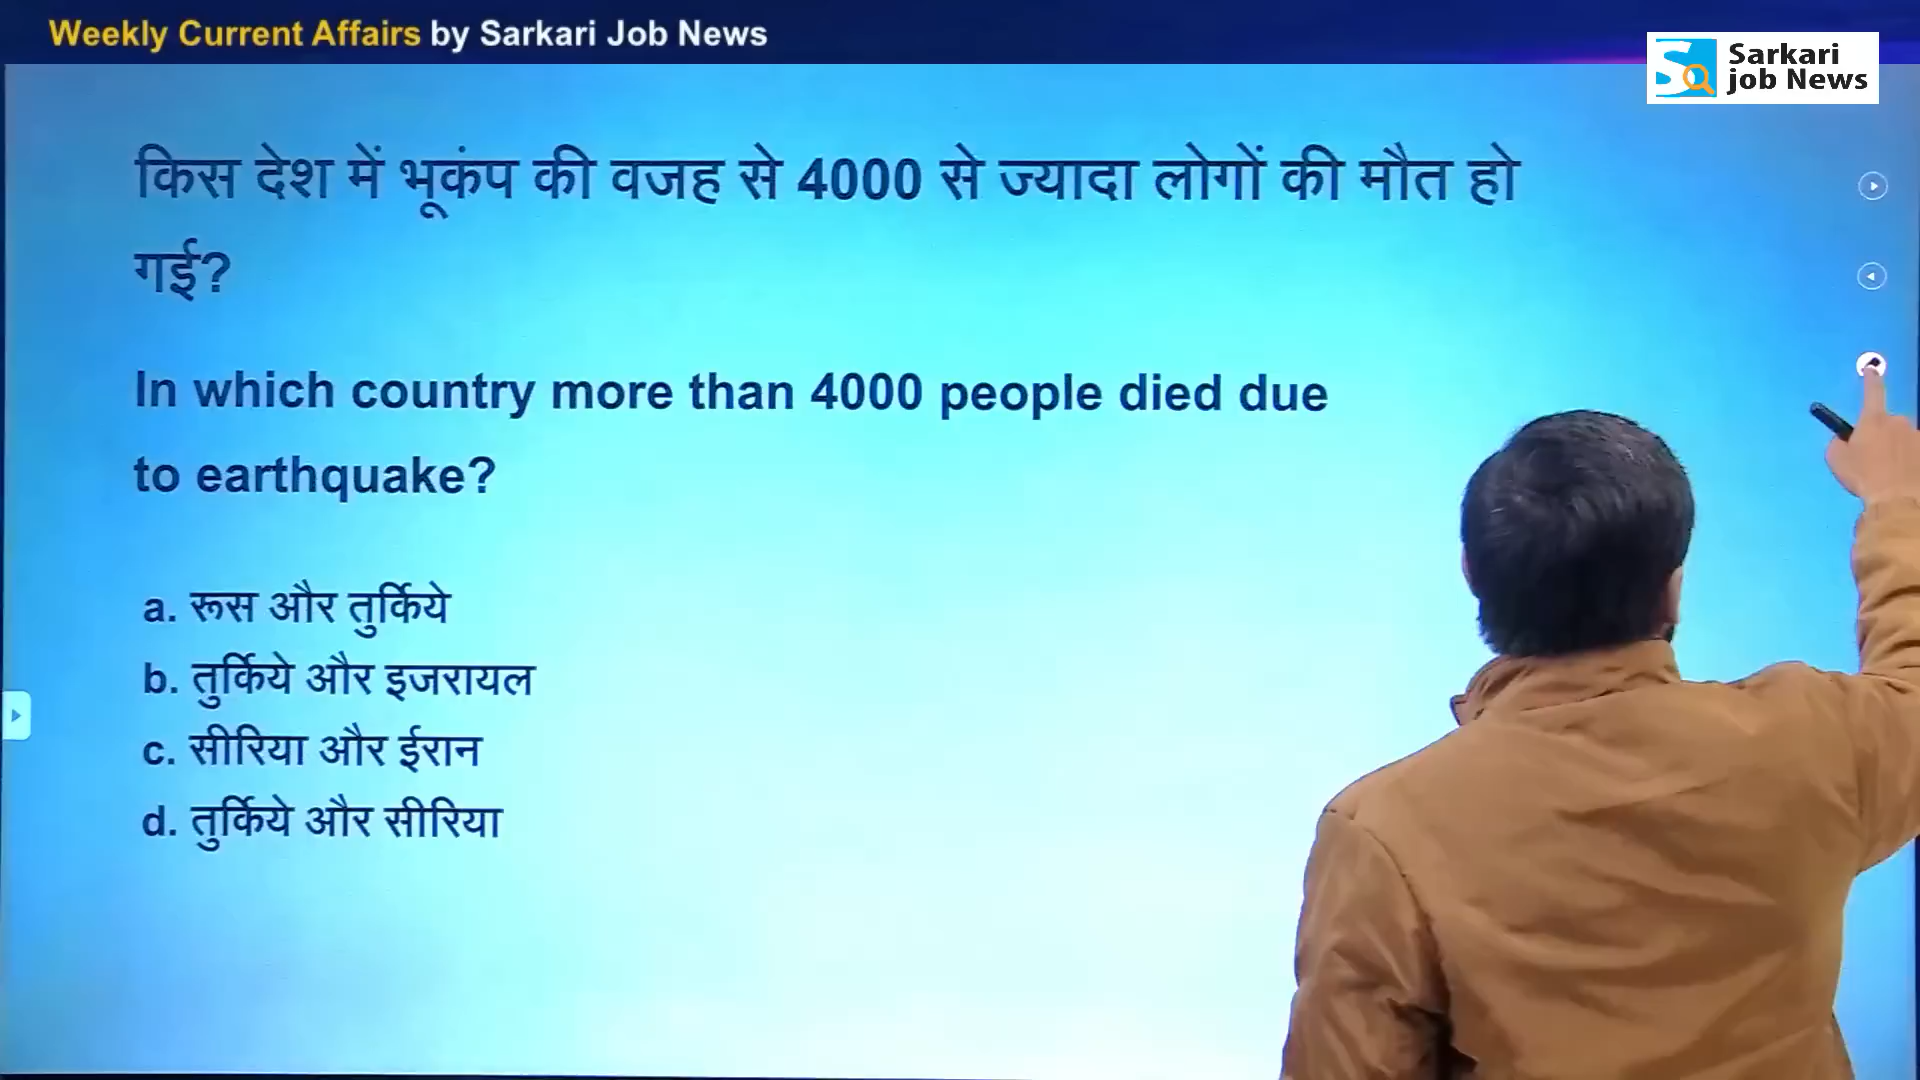 Weekly Current Affairs by Sarkari Job News
Sarkari
job News
किस देश में भूकंप की वजह से 4000 से ज्यादा लोगों की मौत हो
गई?
In which country more than 4000 people died due
to earthquake?
a. रूस और तुर्किये
b. तुर्किये और इजरायल
c. सीरिया और ईरान
d. तुर्किये और सीरिया